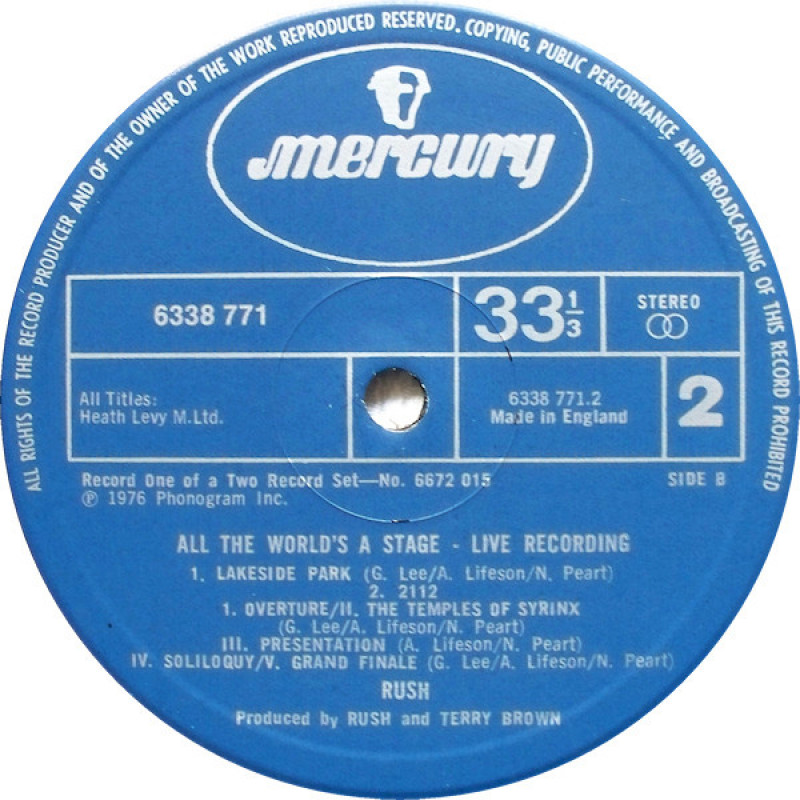 ALL RIGHTS OF THE RECORD PRODUCER AND OF THE OWNER OF THE WORK REPRODUCED RESERVED. COPYING, PUBLIC PERFORMANCE AND BROADCASTING OF THIS RECORD PROHIBITED
mercury
6338 771
33 1/3
STEREO
All Titles:
Heath Levy M.Ltd.
6338 771.2
Made in England
2
Record One of a Two Record Set—No. 6672 015
SIDE B
℗ 1976 Phonogram Inc.
ALL THE WORLD'S A STAGE - LIVE RECORDING
1. LAKESIDE PARK (G. Lee/A. Lifeson/N. Peart)
2. 2112
1. OVERTURE/II. THE TEMPLES OF SYRINX
(G. Lee/A. Lifeson/N. Peart)
III. PRESENTATION (A. Lifeson/N. Peart)
IV. SOLILOQUY/V. GRAND FINALE (G. Lee/A. Lifeson/N. Peart)
RUSH
Produced by RUSH and TERRY BROWN